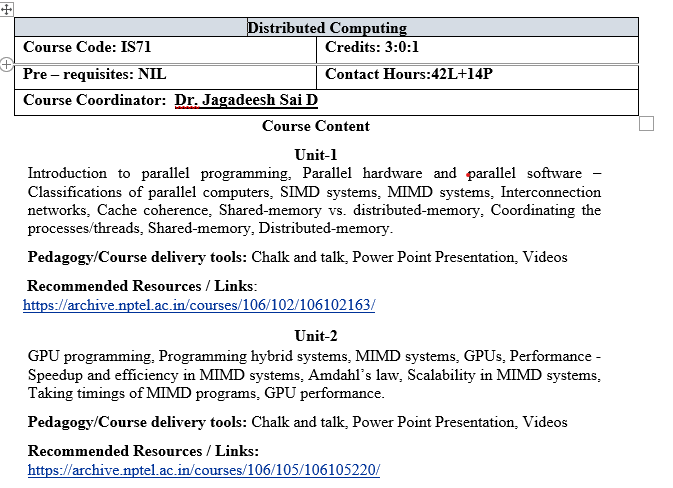 Distributed Computing
Course Code: IS71 Credits: 3:0:1
Pre – requisites: NIL Contact Hours:42L+14P
Course Coordinator: Dr. Jagadeesh Sai D
Course Content
Unit-1
Introduction to parallel programming, Parallel hardware and parallel software –
Classifications of parallel computers, SIMD systems, MIMD systems, Interconnection
networks, Cache coherence, Shared-memory vs. distributed-memory, Coordinating the
processes/threads, Shared-memory, Distributed-memory.
Pedagogy/Course delivery tools: Chalk and talk, Power Point Presentation, Videos
Recommended Resources / Links:
https://archive.nptel.ac.in/courses/106/102/106102163/
Unit-2
GPU programming, Programming hybrid systems, MIMD systems, GPUs, Performance -
Speedup and efficiency in MIMD systems, Amdahl’s law, Scalability in MIMD systems,
Taking timings of MIMD programs, GPU performance.
Pedagogy/Course delivery tools: Chalk and talk, Power Point Presentation, Videos
Recommended Resources / Links:
https://archive.nptel.ac.in/courses/106/105/106105220/